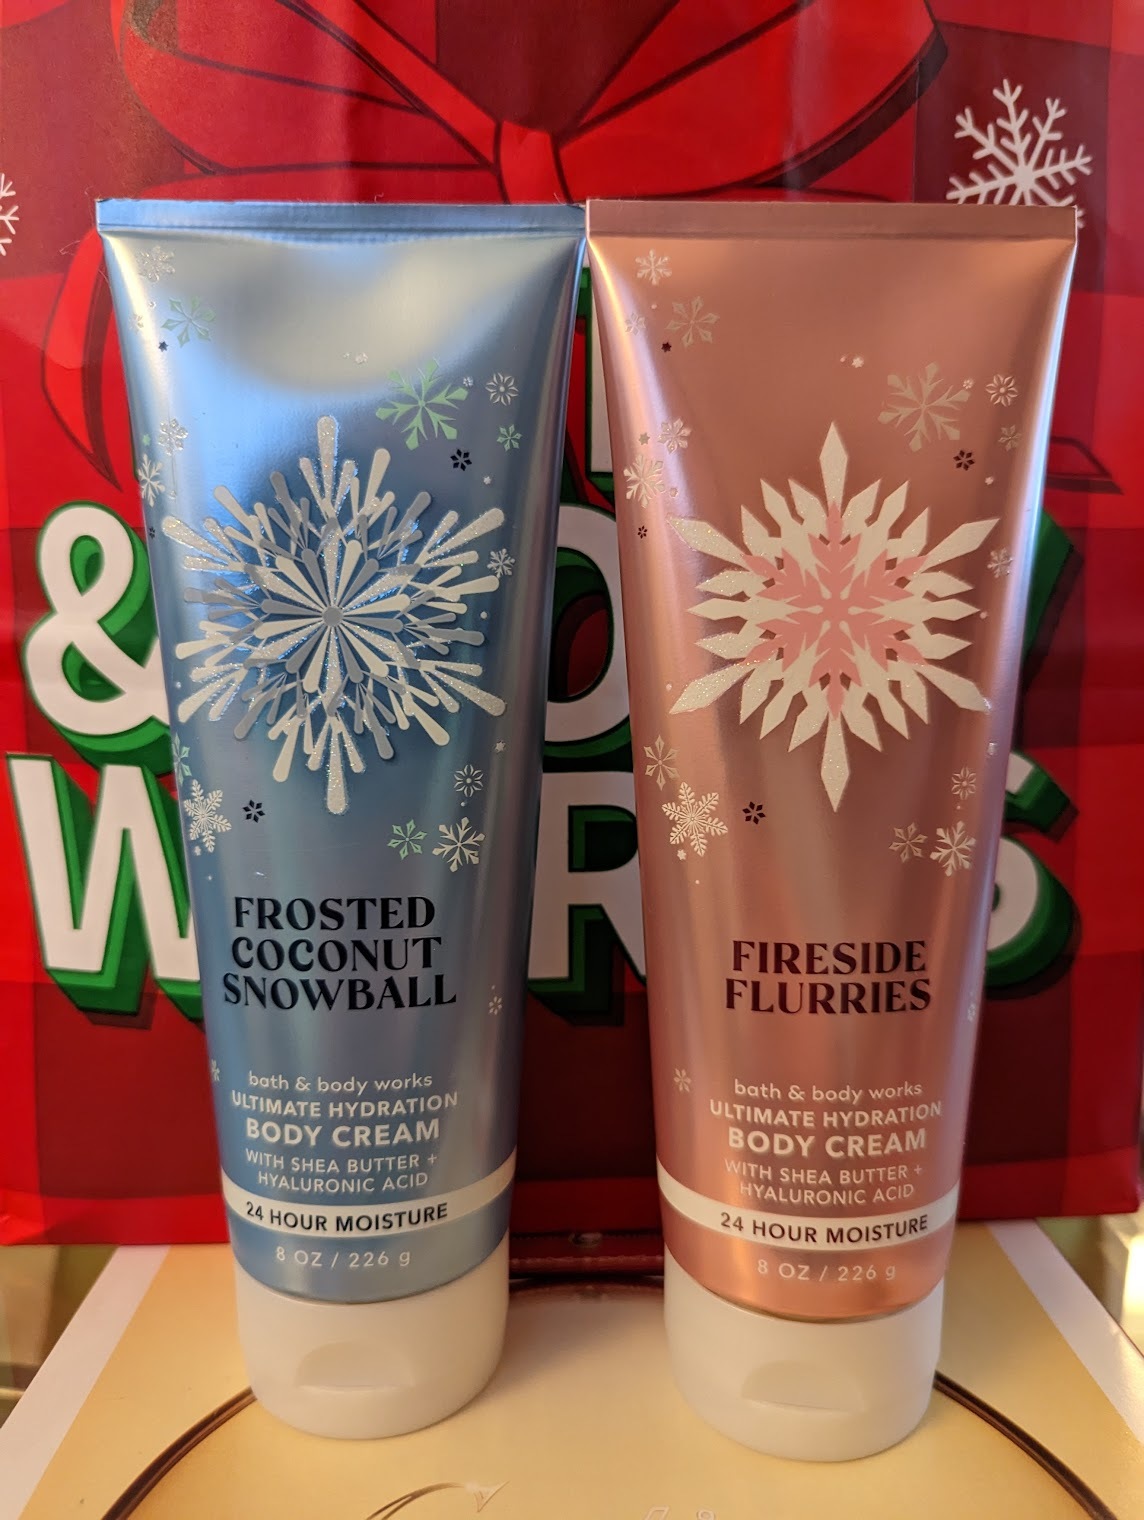 &
W
FROSTED
COCONUT
SNOWBALL
bath & body works
ULTIMATE HYDRATION
BODY CREAM
WITH SHEA BUTTER +
HYALURONIC ACID
24 HOUR MOISTURE
8 OZ / 226 g
FIRESIDE
FLURRIES
bath & body works
ULTIMATE HYDRATION
BODY CREAM
WITH SHEA BUTTER +
HYALURONIC ACID
24 HOUR MOISTURE
8 OZ / 226 g